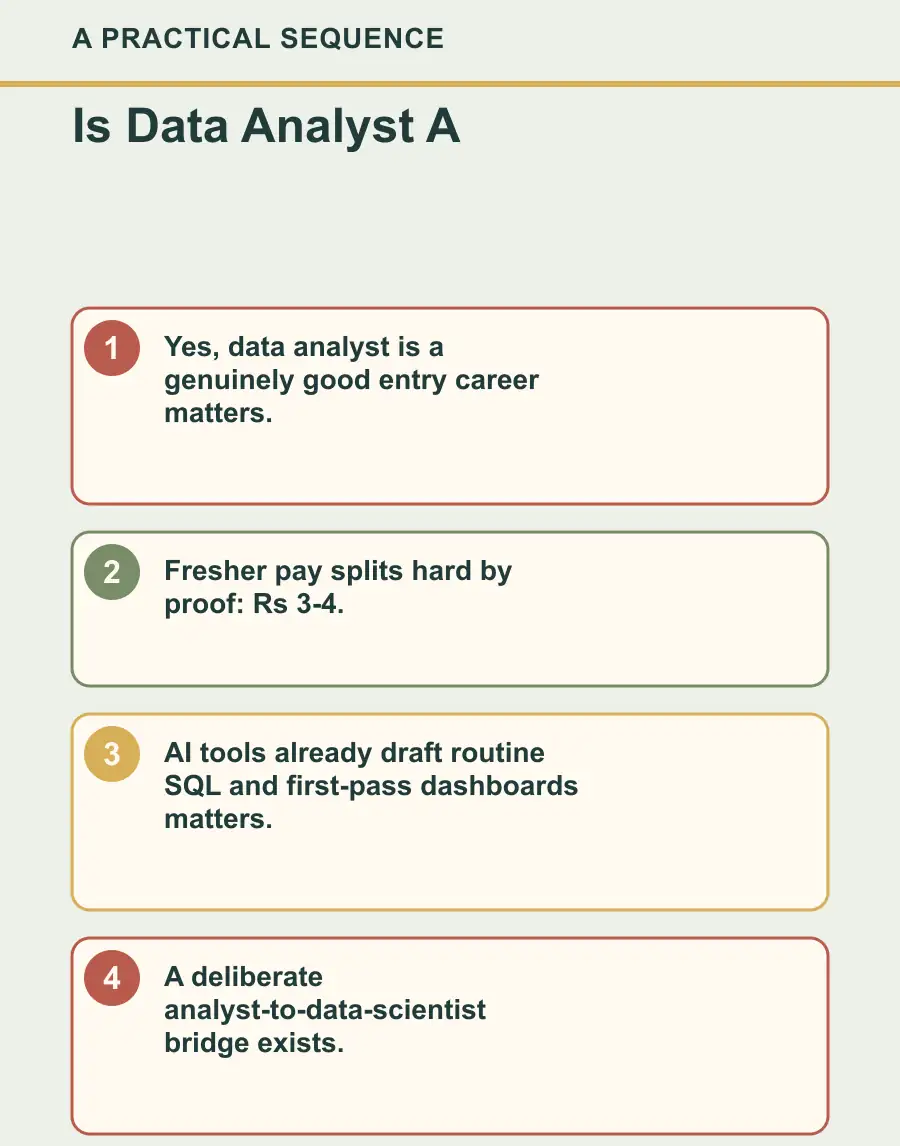 A PRACTICAL SEQUENCE
Is Data Analyst A
1
Yes, data analyst is a
genuinely good entry career
matters.
2
Fresher pay splits hard by
proof: Rs 3-4.
3
AI tools already draft routine
SQL and first-pass dashboards
matters.
4
A deliberate
analyst-to-data-scientist
bridge exists.